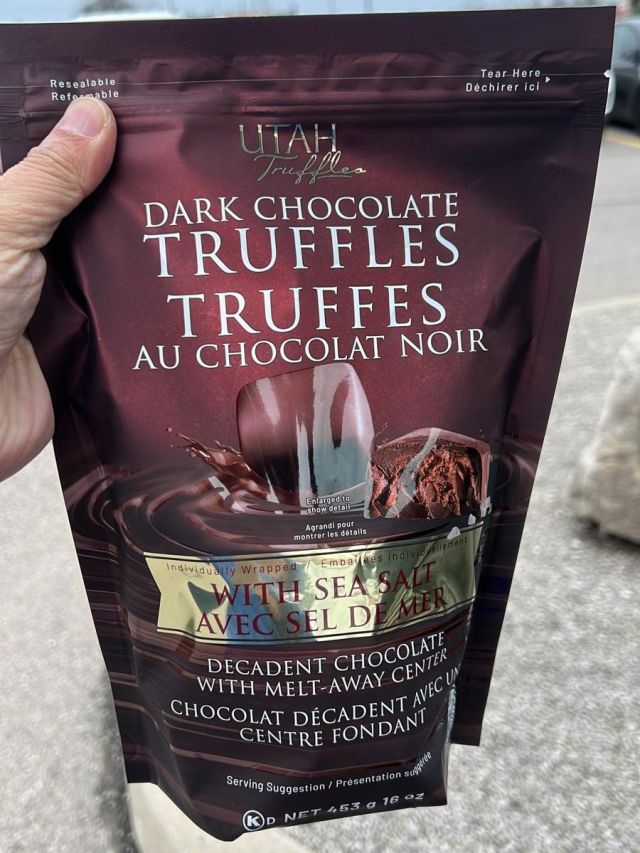 Resealable
Refermable
Tear Here
Déchirer ici
UTAH
Truffles
DARK CHOCOLATE
TRUFFLES
TRUFFES
AU CHOCOLAT NOIR
Enlarged to
show detail
Agrandi pour
montrer les détails
Individually Wrapped / Emballées individuellement
WITH SEA SALT
AVEC SEL DE MER
DECADENT CHOCOLATE
WITH MELT-AWAY CENTER
CHOCOLAT DÉCADENT AVEC UN
CENTRE FONDANT
Serving Suggestion / Présentation suggérée
K D NET 453 g 16 oz